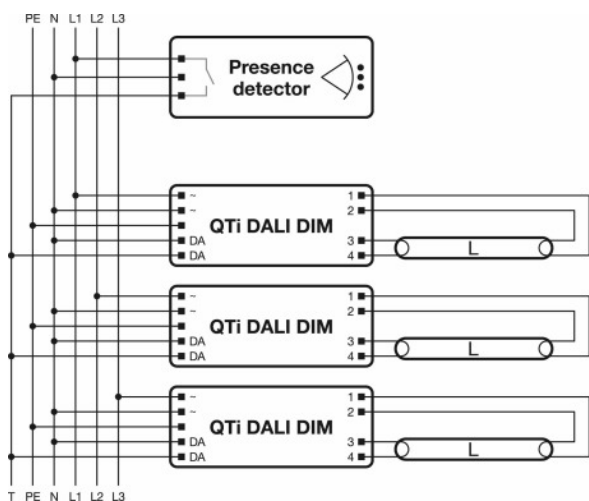 PE N L1 L2 L3
Presence
detector
~ 1
~ 2
QTi DALI DIM
DA 3 L
DA 4
~ 1
~ 2
QTi DALI DIM
DA 3 L
DA 4
~ 1
~ 2
QTi DALI DIM
DA 3 L
DA 4
T PE N L1 L2 L3